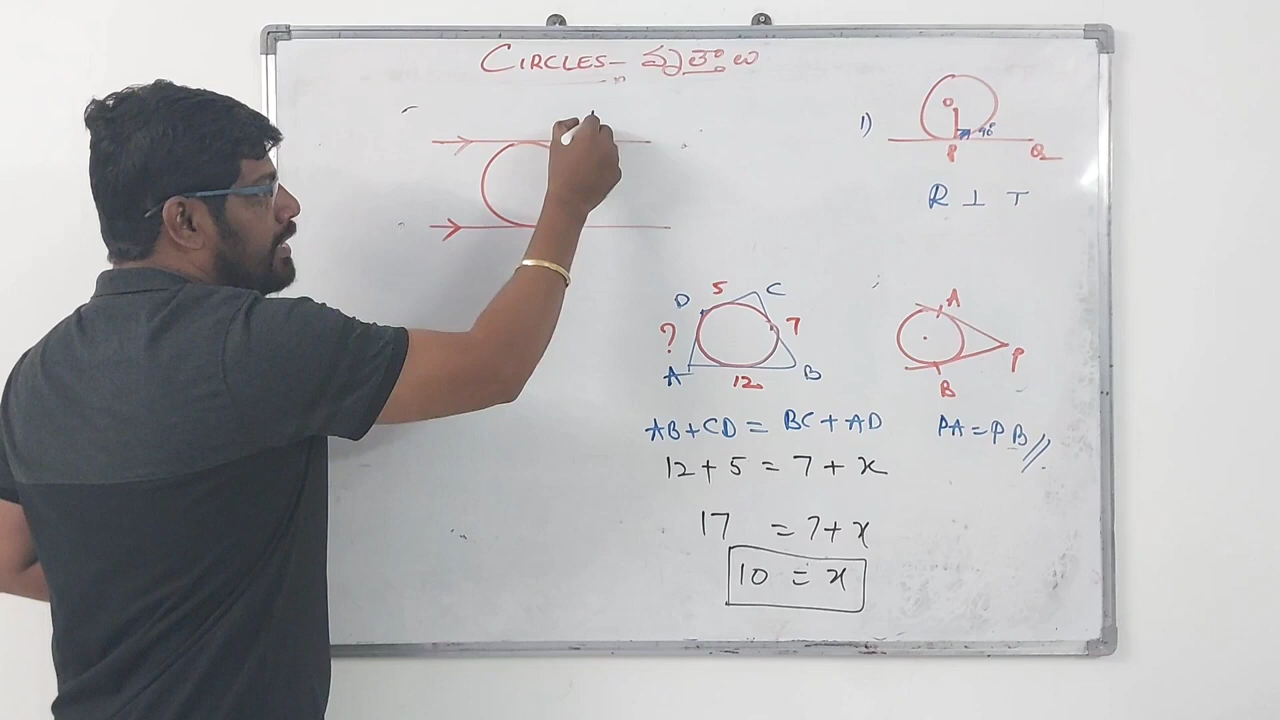 CIRCLES - వృత్తాలు
1)
O
90°
P
Q
R ⊥ T
5
C
D
?
7
A
12
B
A
P
B
AB+CD = BC+AD
PA=PB//
12+5 = 7+x
17 = 7+x
10 = x